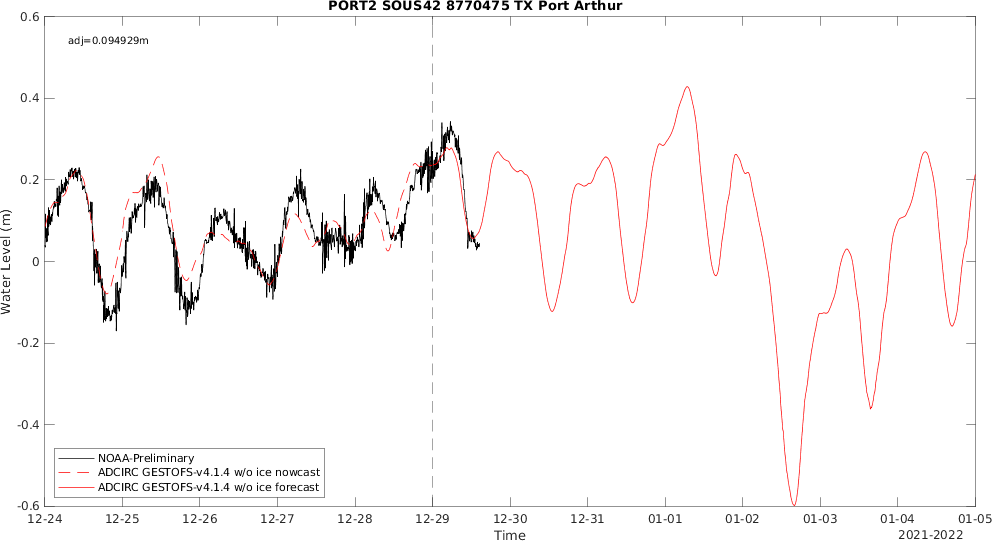 PORT2 SOUS42 8770475 TX Port Arthur
adj=0.094929m
0.6
0.4
0.2
0
-0.2
-0.4
-0.6
Water Level (m)
NOAA-Preliminary
ADCIRC GESTOFS-v4.1.4 w/o ice nowcast
ADCIRC GESTOFS-v4.1.4 w/o ice forecast
12-24 12-25 12-26 12-27 12-28 12-29 12-30 12-31 01-01 01-02 01-03 01-04 01-05
Time
2021-2022